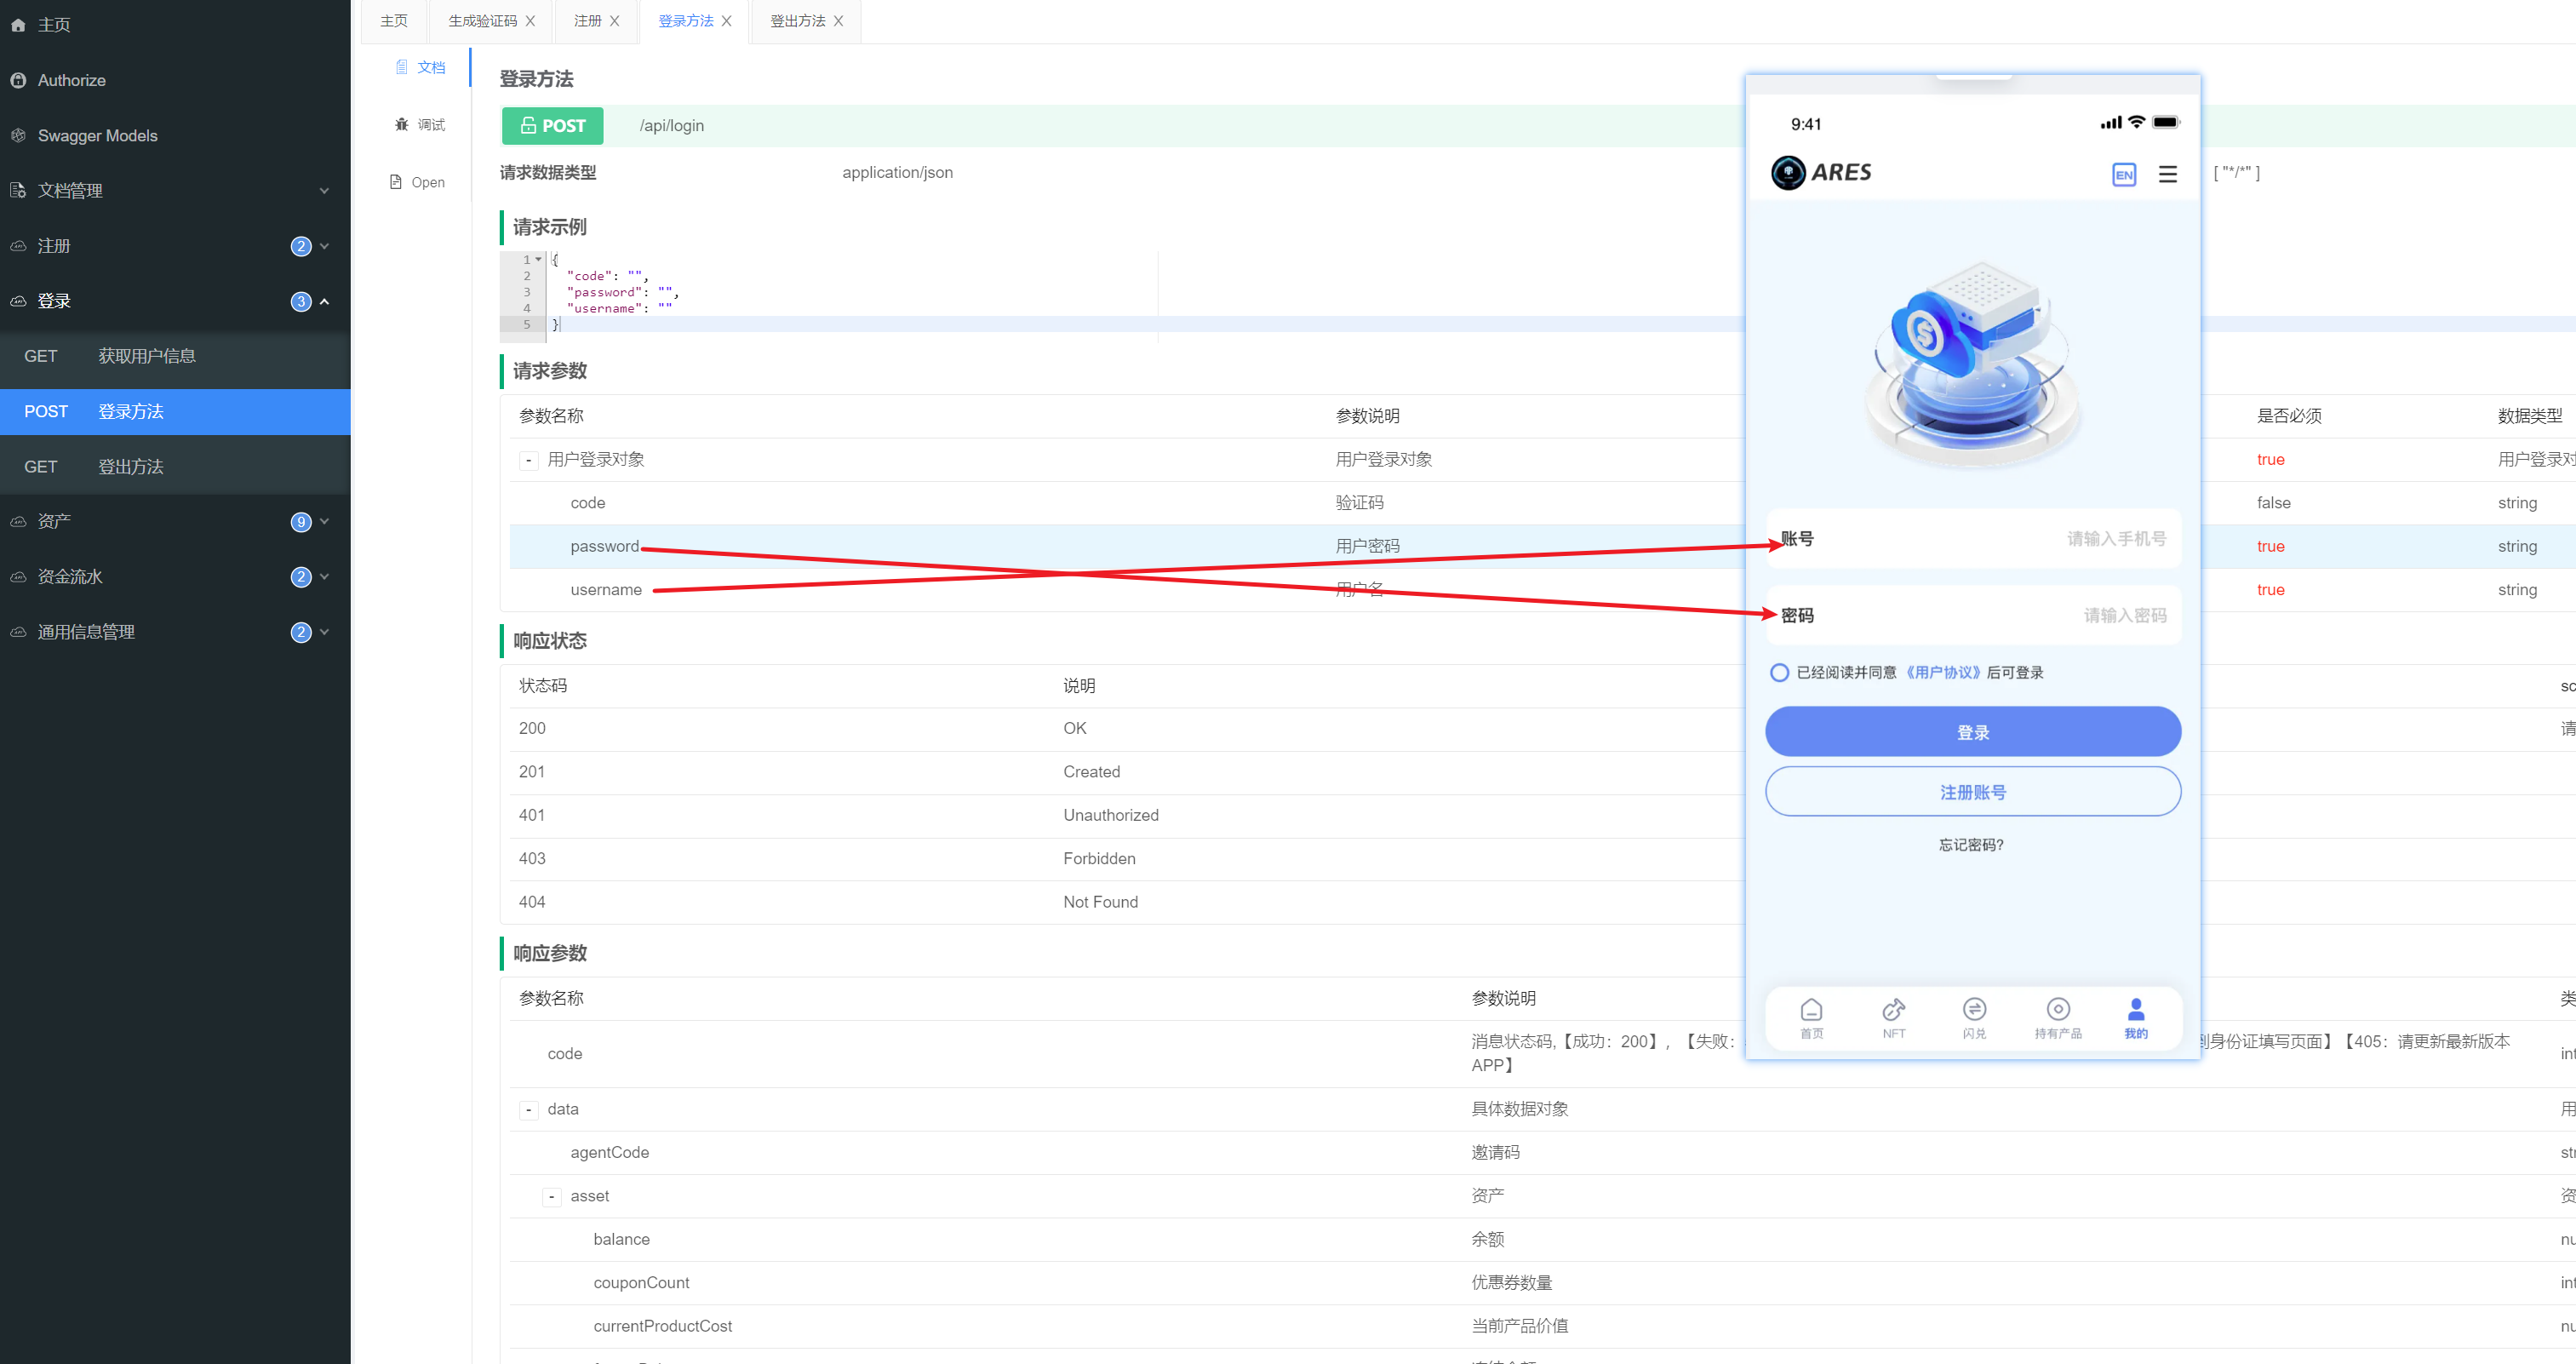 主页
Authorize
Swagger Models
文档管理
注册 2
登录 3
GET 获取用户信息
POST 登录方法
GET 登出方法
资产 9
资金流水 2
通用信息管理 2
主页 生成验证码 X 注册 X 登录方法 X 登出方法 X
文档
调试
Open
登录方法
POST /api/login
请求数据类型 application/json [ "*/*" ]
请求示例
1 {
2 "code": "",
3 "password": "",
4 "username": ""
5 }
请求参数
参数名称 参数说明 是否必须 数据类型
- 用户登录对象 用户登录对象 true 用户登录对
code 验证码 false string
password 用户密码 true string
username 用户名 true string
响应状态
状态码 说明 sc
200 OK 请
201 Created
401 Unauthorized
403 Forbidden
404 Not Found
响应参数
参数名称 参数说明 类
code 消息状态码,【成功：200】，【失败： 到身份证填写页面】【405：请更新最新版本 int
APP】
- data 具体数据对象 用
agentCode 邀请码 str
- asset 资产 资
balance 余额 nu
couponCount 优惠券数量 int
currentProductCost 当前产品价值 nu
9:41
ARES EN
账号 请输入手机号
密码 请输入密码
已经阅读并同意《用户协议》后可登录
登录
注册账号
忘记密码?
首页 NFT 闪兑 持有产品 我的